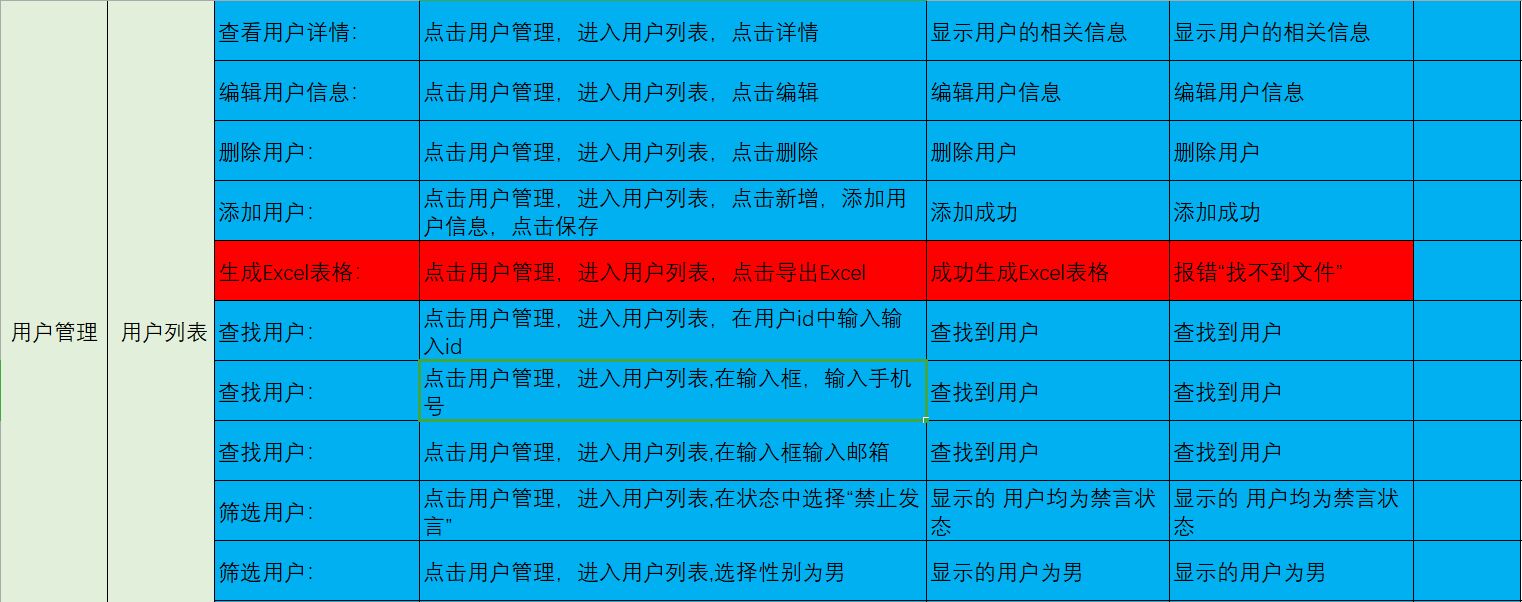 查看用户详情：
点击用户管理，进入用户列表，点击详情
显示用户的相关信息
显示用户的相关信息
编辑用户信息：
点击用户管理，进入用户列表，点击编辑
编辑用户信息
编辑用户信息
删除用户：
点击用户管理，进入用户列表，点击删除
删除用户
删除用户
添加用户：
点击用户管理，进入用户列表，点击新增，添加用
户信息，点击保存
添加成功
添加成功
生成Excel表格：
点击用户管理，进入用户列表，点击导出Excel
成功生成Excel表格
报错“找不到文件”
用户管理
用户列表
查找用户：
点击用户管理，进入用户列表，在用户id中输入输
入id
查找到用户
查找到用户
查找用户：
点击用户管理，进入用户列表,在输入框，输入手机
号
查找到用户
查找到用户
查找用户：
点击用户管理，进入用户列表,在输入框输入邮箱
查找到用户
查找到用户
筛选用户：
点击用户管理，进入用户列表,在状态中选择“禁止发
言”
显示的 用户均为禁言状
态
显示的 用户均为禁言状
态
筛选用户：
点击用户管理，进入用户列表,选择性别为男
显示的用户为男
显示的用户为男